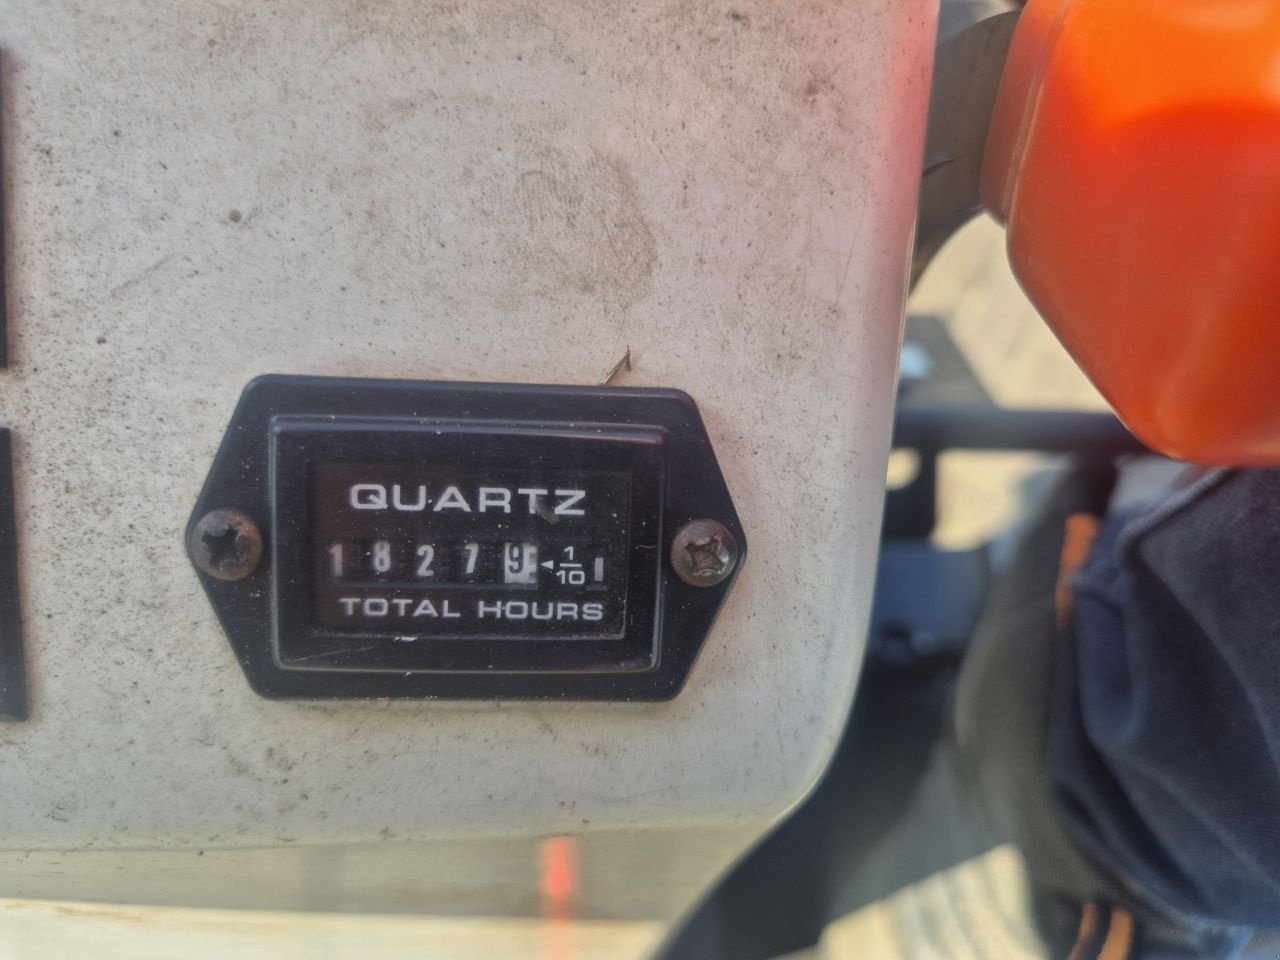 QUARTZ
1 8 2 7 9 ◄ 1/10
TOTAL HOURS